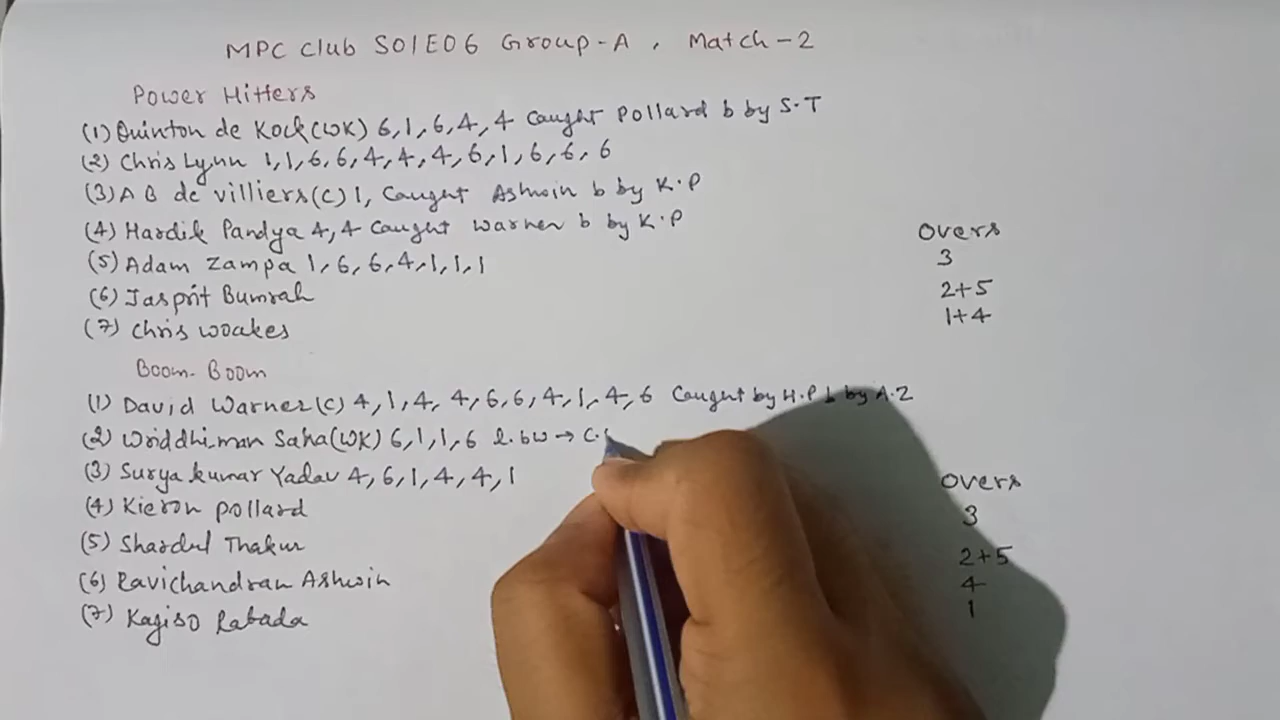 MPC Club S01E06 Group-A, Match-2
Power Hitters
(1) Quinton de Kock(WK) 6,1,6,4,4 Caught Pollard b by S.T
(2) Chris Lynn 1,1,6,6,4,4,4,6,1,6,6,6
(3) A B de villiers(C) 1, Caught Ashwin b by K.P
(4) Hardik Pandya 4,4 Caught Warner b by K.P
Overs
(5) Adam Zampa 1,6,6,4,1,1,1 3
(6) Jasprit Bumrah 2+5
(7) Chris Woakes 1+4
Boom-Boom
(1) David Warner(C) 4,1,4,4,6,6,4,1,4,6 Caught by H.P b by A.Z
(2) Wriddhiman Saha(WK) 6,1,1,6 l.bw → C.
(3) Surya kumar Yadav 4,6,1,4,4,1 Overs
(4) Kieron Pollard 3
(5) Shardul Thakur 2+5
(6) Ravichandran Ashwin 4
(7) Kagiso Rabada 1